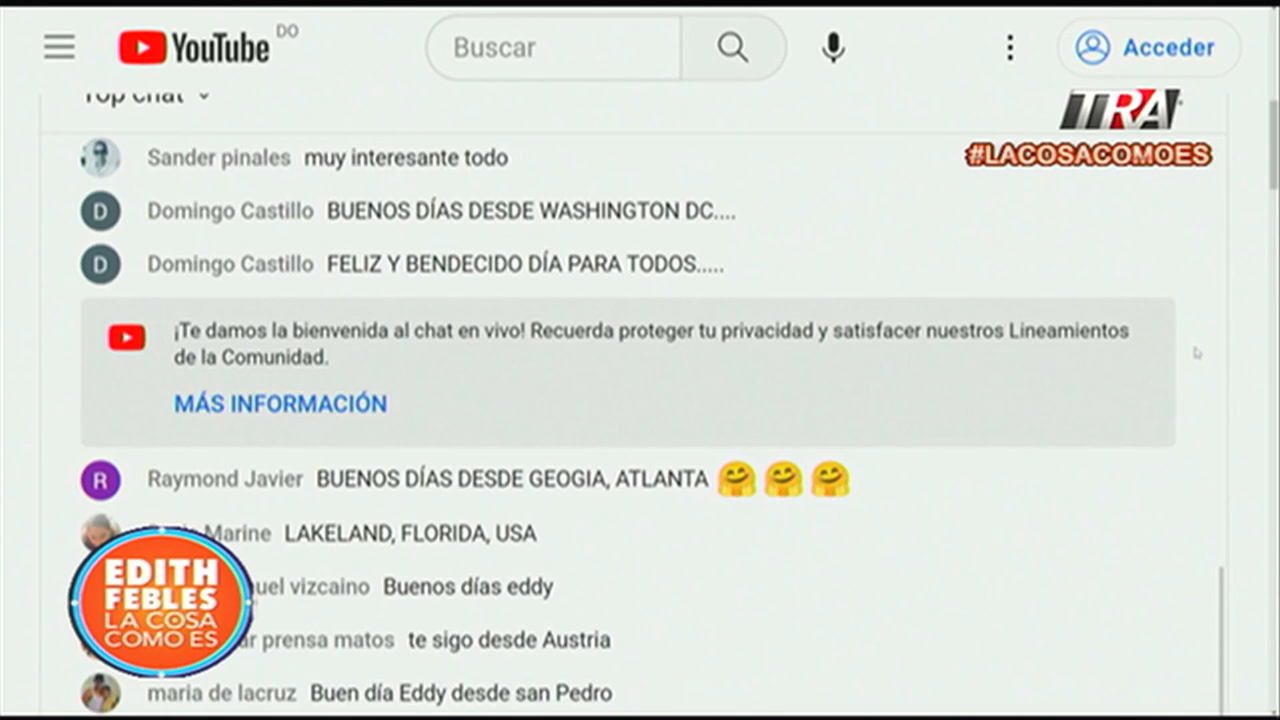 YouTube DO
Buscar
Acceder
Top chat
TRA
#LACOSACOMOES
Sander pinales muy interesante todo
Domingo Castillo BUENOS DÍAS DESDE WASHINGTON DC....
Domingo Castillo FELIZ Y BENDECIDO DÍA PARA TODOS.....
¡Te damos la bienvenida al chat en vivo! Recuerda proteger tu privacidad y satisfacer nuestros Lineamientos
de la Comunidad.
MÁS INFORMACIÓN
R Raymond Javier BUENOS DÍAS DESDE GEOGIA, ATLANTA 🤗 🤗 🤗
Marine LAKELAND, FLORIDA, USA
vizcaino Buenos días eddy
prensa matos te sigo desde Austria
maria de lacruz Buen día Eddy desde san Pedro
EDITH
FEBLES
LA COSA
COMO ES